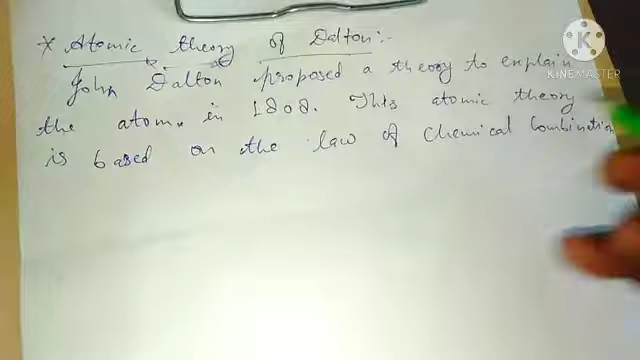 * Atomic theory of Dalton:-
John Dalton proposed a theory to explain
the atom in 1808. This atomic theory
is based on the law of chemical combination
KINEMASTER